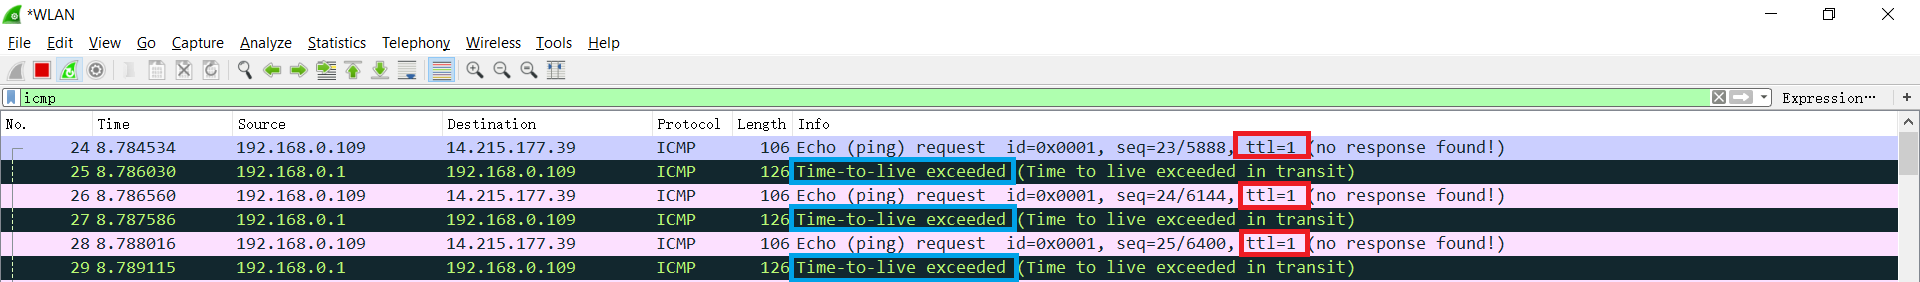 *WLAN
File Edit View Go Capture Analyze Statistics Telephony Wireless Tools Help
icmp Expression… +
No. Time Source Destination Protocol Length Info
24 8.784534 192.168.0.109 14.215.177.39 ICMP 106 Echo (ping) request id=0x0001, seq=23/5888, ttl=1 (no response found!)
25 8.786030 192.168.0.1 192.168.0.109 ICMP 126 Time-to-live exceeded (Time to live exceeded in transit)
26 8.786560 192.168.0.109 14.215.177.39 ICMP 106 Echo (ping) request id=0x0001, seq=24/6144, ttl=1 (no response found!)
27 8.787586 192.168.0.1 192.168.0.109 ICMP 126 Time-to-live exceeded (Time to live exceeded in transit)
28 8.788016 192.168.0.109 14.215.177.39 ICMP 106 Echo (ping) request id=0x0001, seq=25/6400, ttl=1 (no response found!)
29 8.789115 192.168.0.1 192.168.0.109 ICMP 126 Time-to-live exceeded (Time to live exceeded in transit)